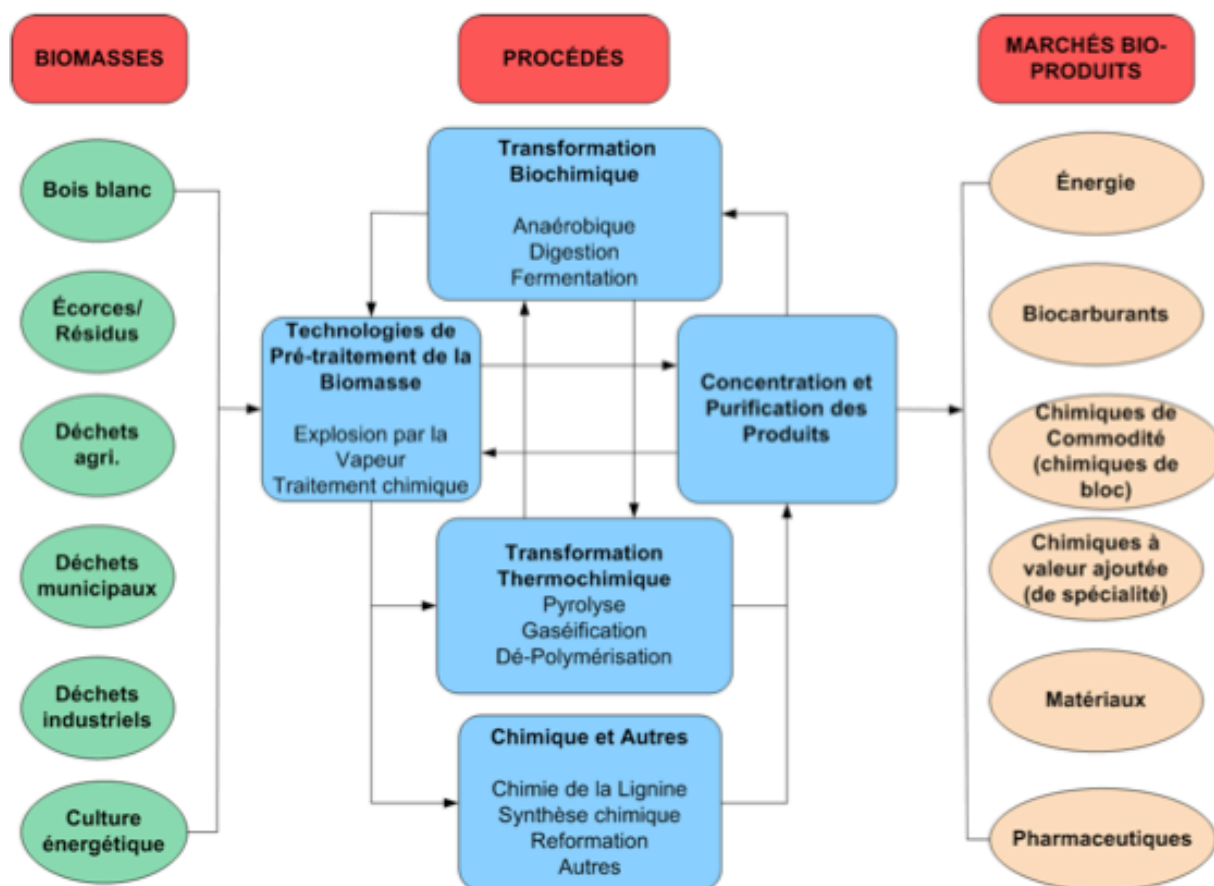 BIOMASSES
PROCÉDÉS
MARCHÉS BIO-
PRODUITS
Bois blanc
Écorces/
Résidus
Déchets
agri.
Déchets
municipaux
Déchets
industriels
Culture
énergétique
Transformation
Biochimique
Anaérobique
Digestion
Fermentation
Technologies de
Pré-traitement de la
Biomasse
Explosion par la
Vapeur
Traitement chimique
Concentration et
Purification des
Produits
Transformation
Thermochimique
Pyrolyse
Gaséification
Dé-Polymérisation
Chimique et Autres
Chimie de la Lignine
Synthèse chimique
Reformation
Autres
Énergie
Biocarburants
Chimiques de
Commodité
(chimiques de
bloc)
Chimiques à
valeur ajoutée
(de spécialité)
Matériaux
Pharmaceutiques